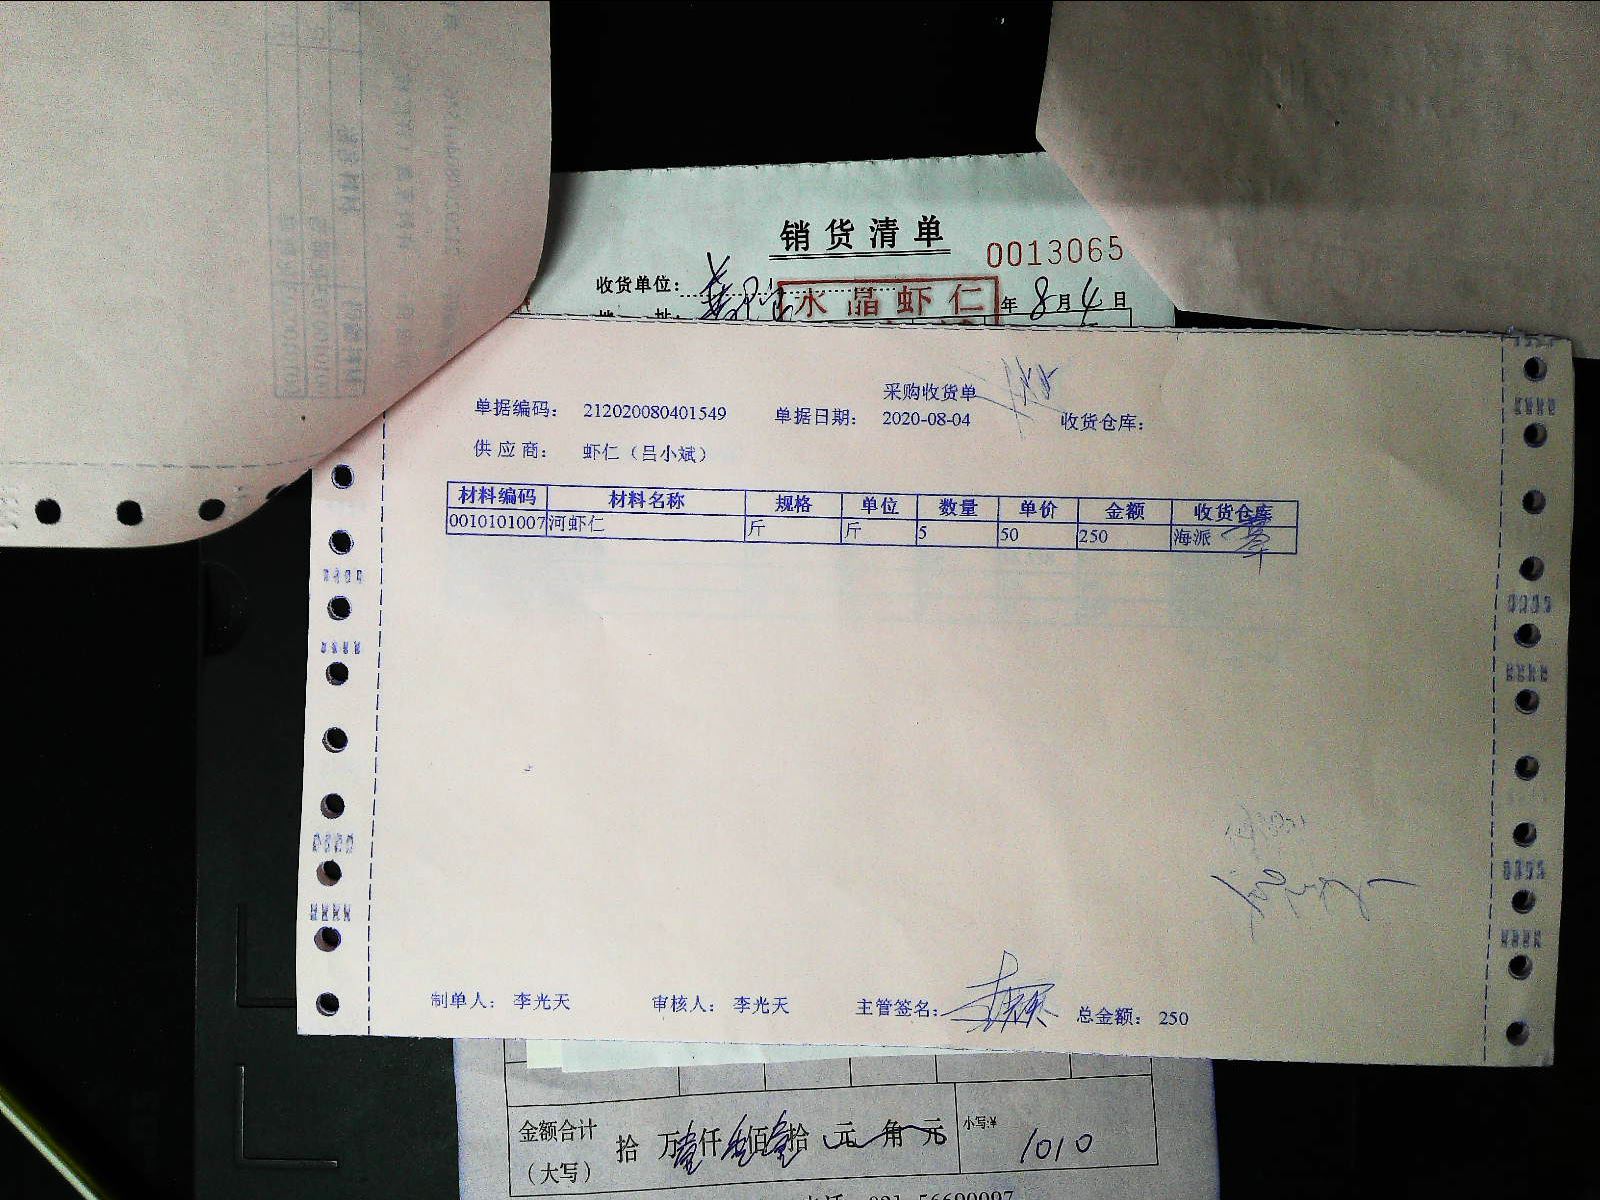 销货清单
0013065
收货单位：
水晶虾仁
年8月4日
采购收货单
单据编码： 212020080401549 单据日期： 2020-08-04 收货仓库：
供应商： 虾仁（吕小斌）
材料编码 材料名称 规格 单位 数量 单价 金额 收货仓库
0010101007 河虾仁 斤 斤 5 50 250 海派
制单人： 李光天 审核人： 李光天 主管签名： 总金额： 250
金额合计（大写） 拾 万壹仟 佰壹拾 元 角 元 小写:¥ 1010